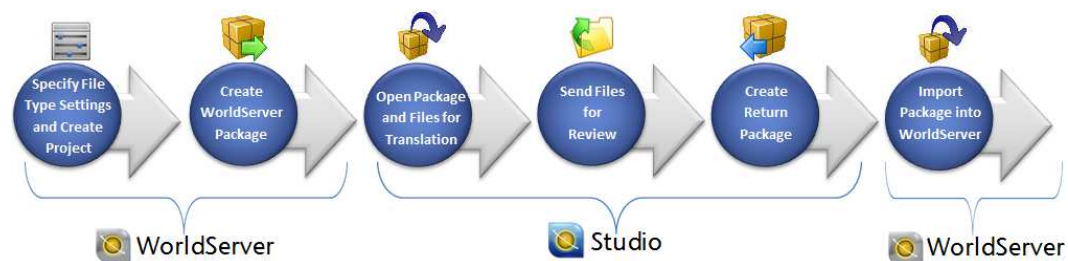 Specify File
Type Settings
and Create
Project
Create
WorldServer
Package
Open Package
and Files for
Translation
Send Files
for
Review
Create
Return
Package
Import
Package into
WorldServer
WorldServer
Studio
WorldServer